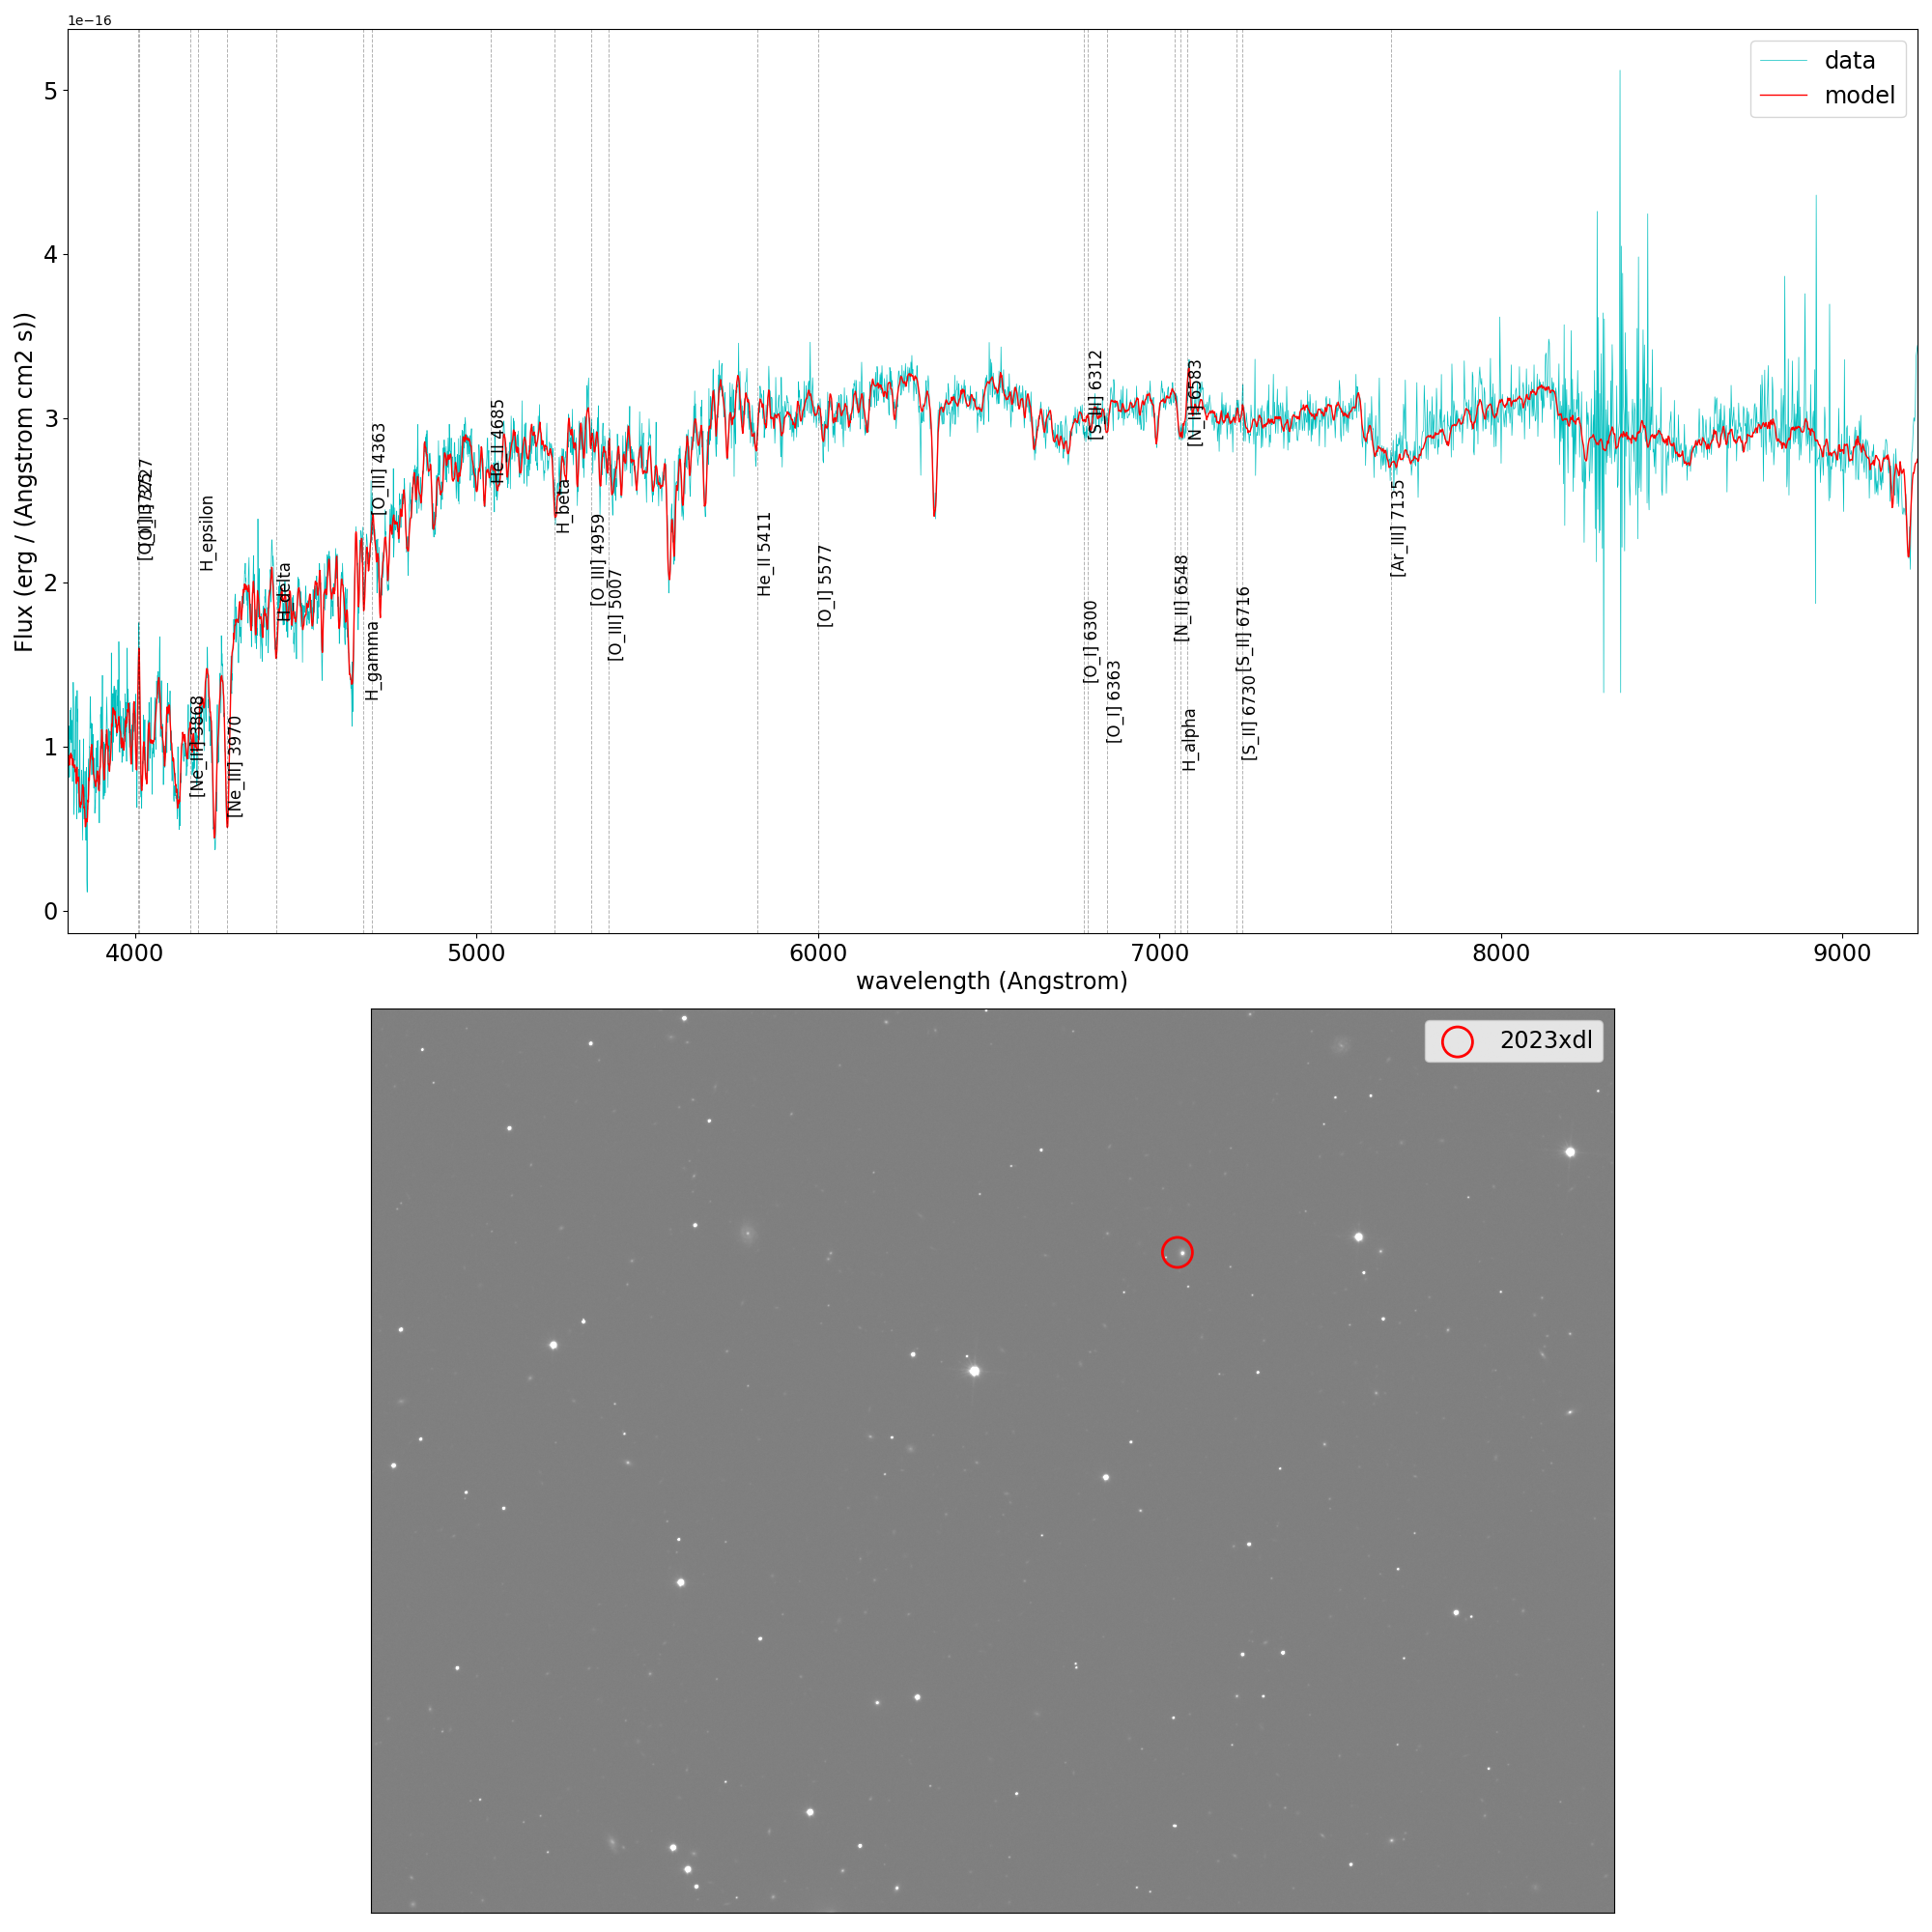 1e−16
data
model
5
4
3
2
1
0
Flux (erg / (Angstrom cm2 s))
[Ne_III] 3868
H_epsilon
[Ne_III] 3970
H_delta
H_gamma
[O_III] 4363
He_II 4685
H_beta
[O_III] 4959
[O_III] 5007
He_II 5411
[O_I] 5577
[O_I] 6300
[S_III] 6312
[O_I] 6363
[N_II] 6548
H_alpha
[N_II] 6583
[S_II] 6716
[S_II] 6730
[Ar_III] 7135
4000 5000 6000 7000 8000 9000
wavelength (Angstrom)
2023xdl